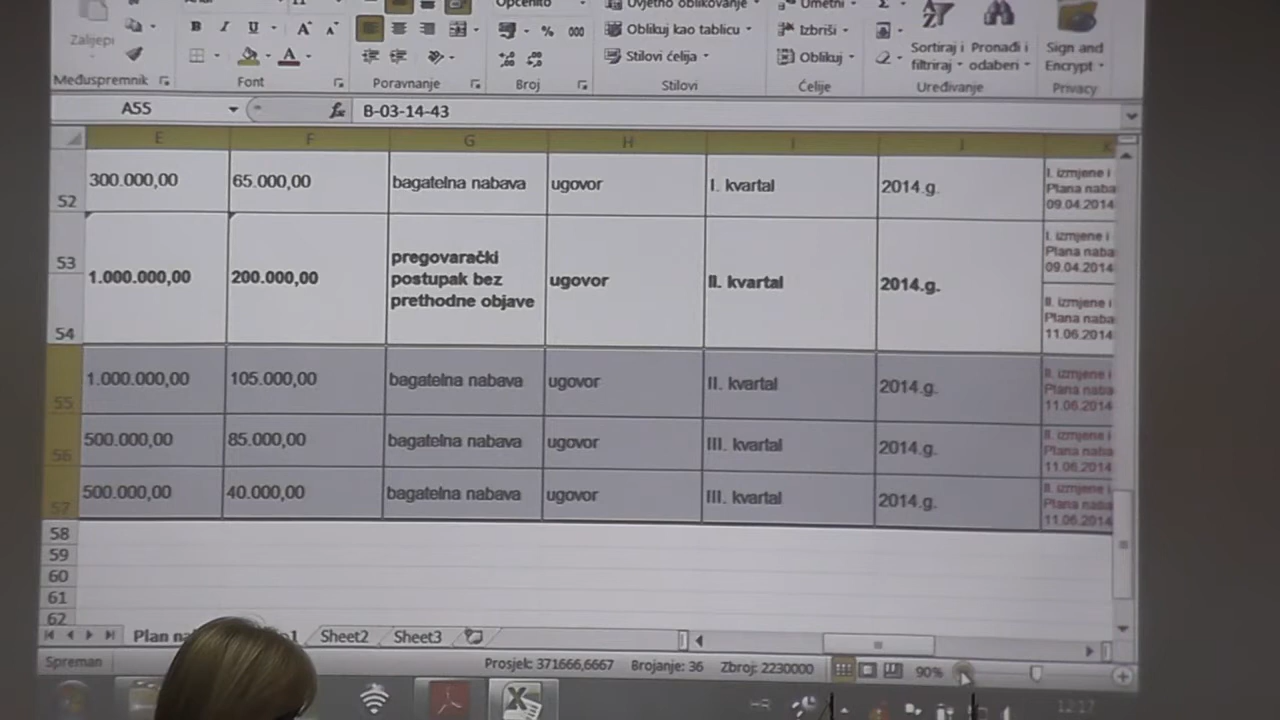 Općenito
Uvjetno oblikovanje
Umetni
Zalijepi
B I U A A
% 000
Oblikuj kao tablicu
Izbriši
Sortiraj i Pronađi i
Sign and
Stilovi ćelija
Oblikuj
filtriraj odaberi
Encrypt
Međuspremnik
Font
Poravnanje
Broj
Stilovi
Ćelije
Uređivanje
Privacy
A55
fx
B-03-14-43
E F G H I J K
52 300.000,00 65.000,00 bagatelna nabava ugovor I. kvartal 2014.g.
I. izmjene i
Plana naba
09.04.2014
53 54 1.000.000,00 200.000,00
pregovarački
postupak bez
prethodne objave
ugovor II. kvartal 2014.g.
I. izmjene i
Plana naba
09.04.2014
II. izmjene i
Plana naba
11.06.2014
55 1.000.000,00 105.000,00 bagatelna nabava ugovor II. kvartal 2014.g.
II. izmjene i
Plana naba
11.06.2014
56 500.000,00 85.000,00 bagatelna nabava ugovor III. kvartal 2014.g.
II. izmjene i
Plana naba
11.06.2014
57 500.000,00 40.000,00 bagatelna nabava ugovor III. kvartal 2014.g.
II. izmjene i
Plana naba
11.06.2014
58
59
60
61
62
Plan Sheet2 Sheet3
Spreman
Prosjek: 371666,6667 Brojanje: 36 Zbroj: 2230000
90%
HR
12:17